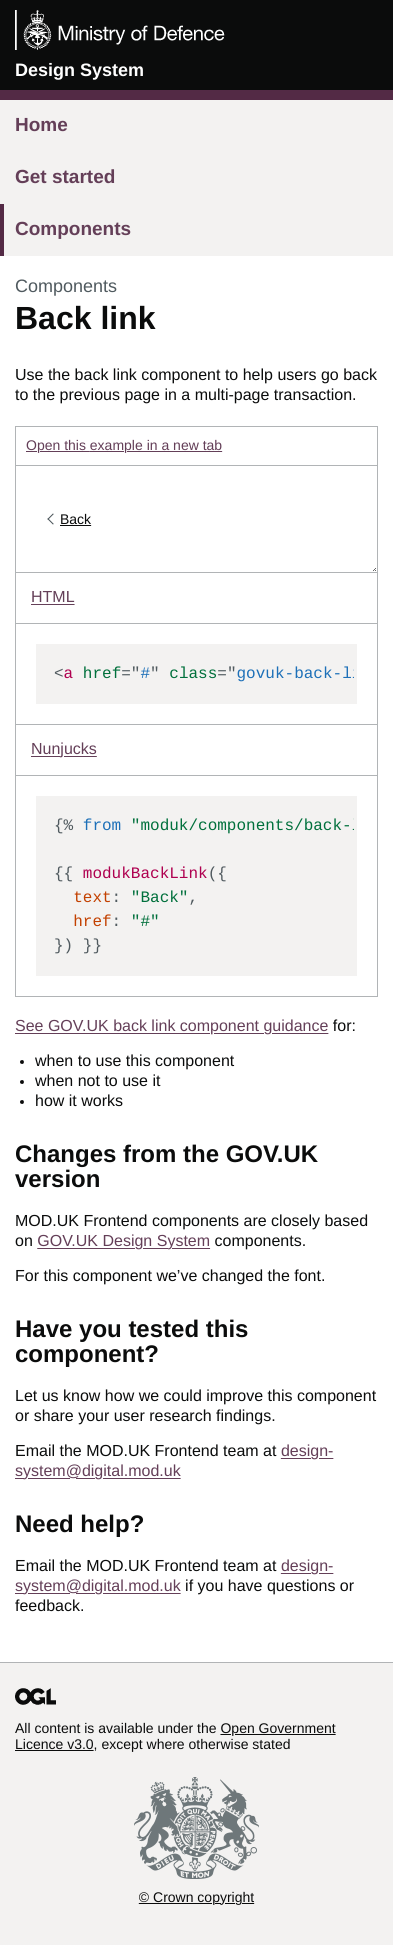 Ministry of Defence
Design System
Home
Get started
Components
Components
Back link
Use the back link component to help users go back
to the previous page in a multi-page transaction.
Open this example in a new tab
Back
HTML
<a href="#" class="govuk-back-li
Nunjucks
{% from "moduk/components/back-
{{ modukBackLink({
text: "Back",
href: "#"
}) }}
See GOV.UK back link component guidance for:
• when to use this component
• when not to use it
• how it works
Changes from the GOV.UK
version
MOD.UK Frontend components are closely based
on GOV.UK Design System components.
For this component we’ve changed the font.
Have you tested this
component?
Let us know how we could improve this component
or share your user research findings.
Email the MOD.UK Frontend team at design-
system@digital.mod.uk
Need help?
Email the MOD.UK Frontend team at design-
system@digital.mod.uk if you have questions or
feedback.
OGL
All content is available under the Open Government
Licence v3.0, except where otherwise stated
DIEU ET MON DROIT
© Crown copyright